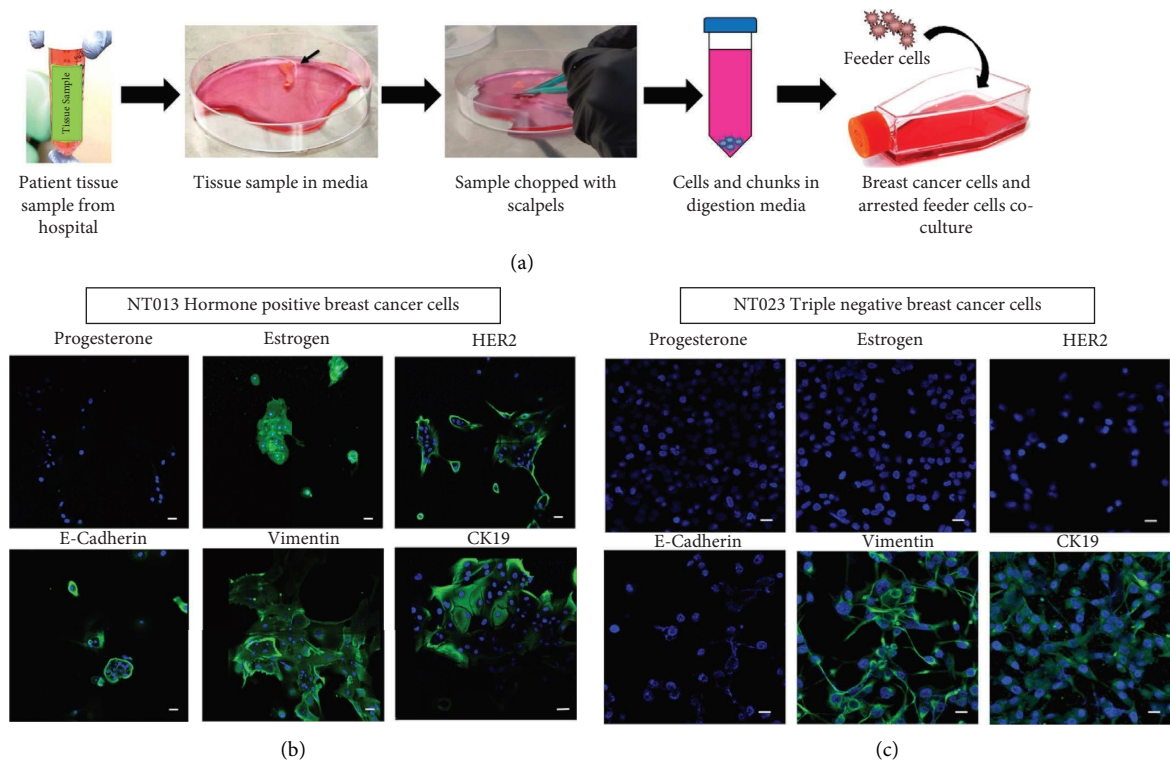 Tissue Sample
Feeder cells
Patient tissue
sample from
hospital
Tissue sample in media
Sample chopped with
scalpels
Cells and chunks in
digestion media
Breast cancer cells and
arrested feeder cells co-
culture
(a)
NT013 Hormone positive breast cancer cells
Progesterone
Estrogen
HER2
E-Cadherin
Vimentin
CK19
(b)
NT023 Triple negative breast cancer cells
Progesterone
Estrogen
HER2
E-Cadherin
Vimentin
CK19
(c)